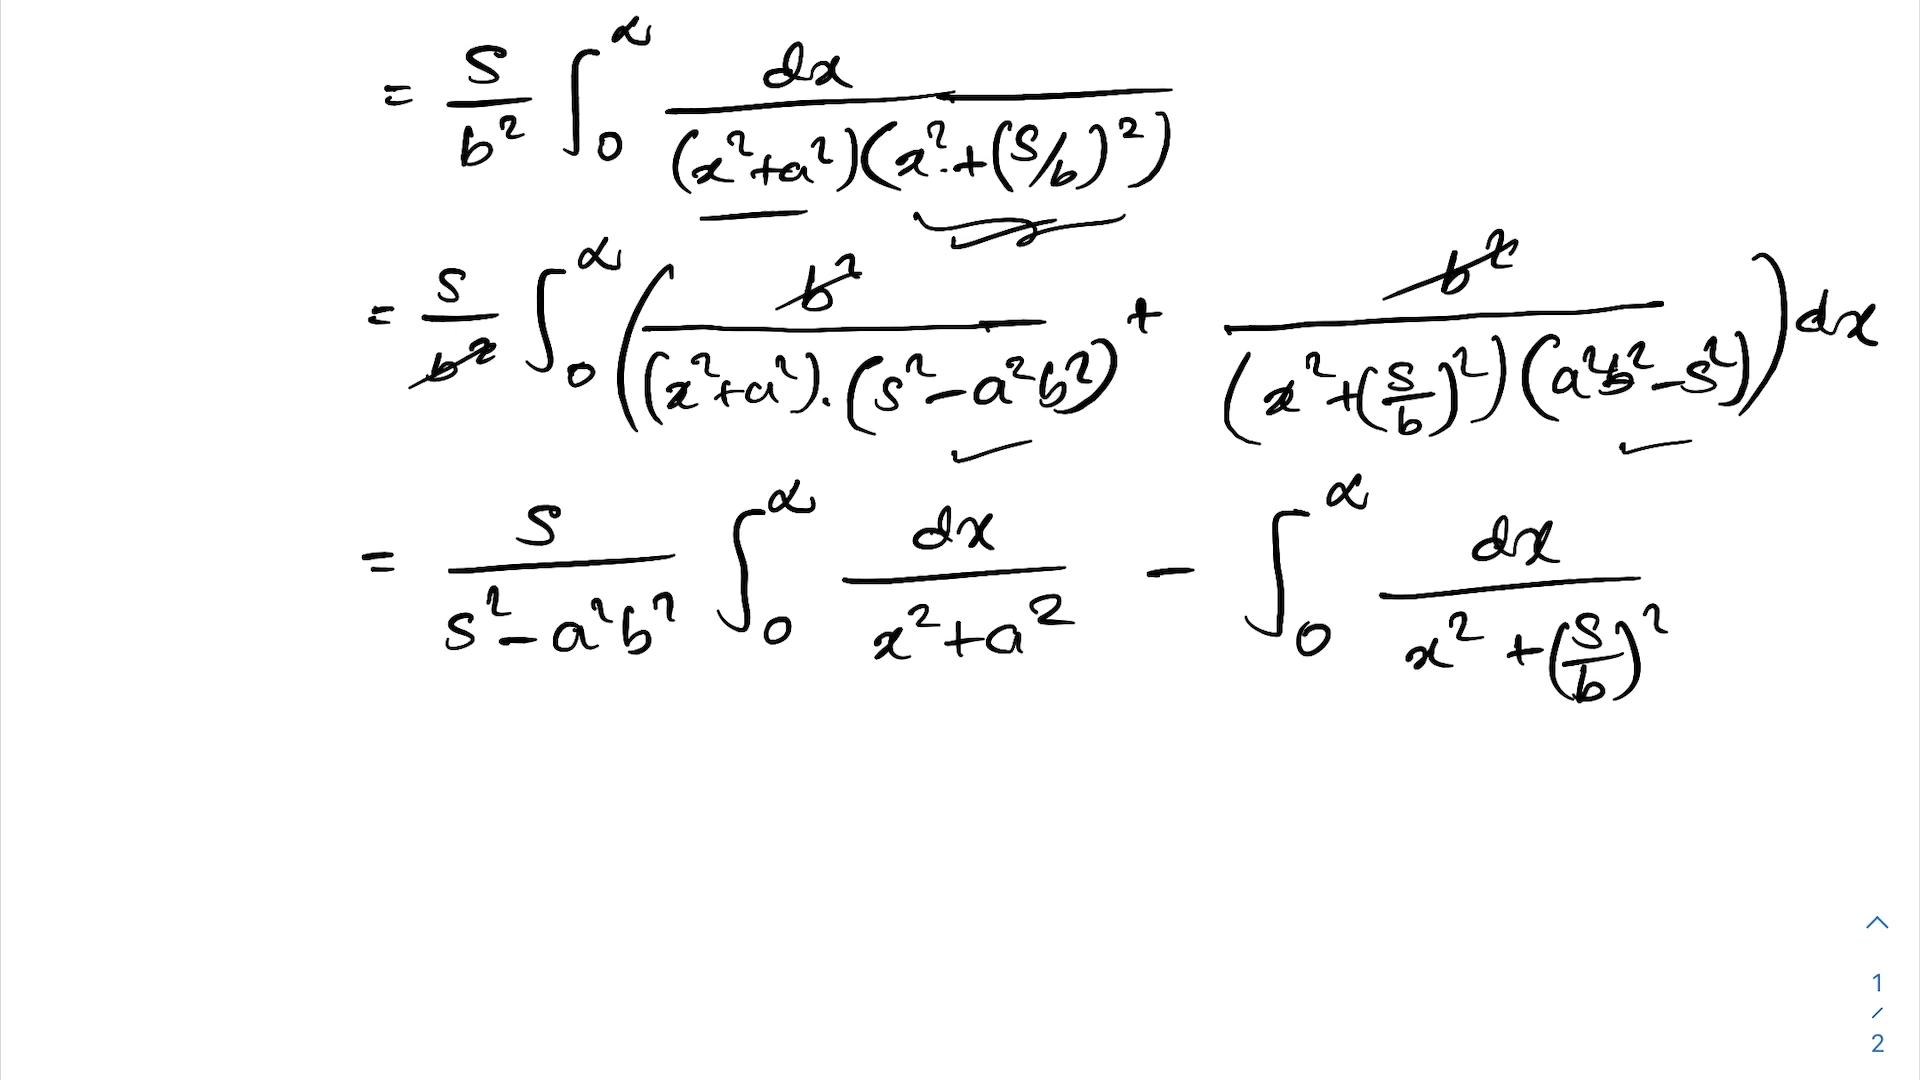 = s/b² ∫₀^α dx/((x²+a²)(x²+(s/b)²))
= s/b² ∫₀^α (b²/((x²+a²).(s²-a²b²)) + b²/((x²+(s/b)²)(a²b²-s²))) dx
= s/(s²-a²b²) ∫₀^α dx/(x²+a²) - ∫₀^α dx/(x²+(s/b)²)
1
/
2